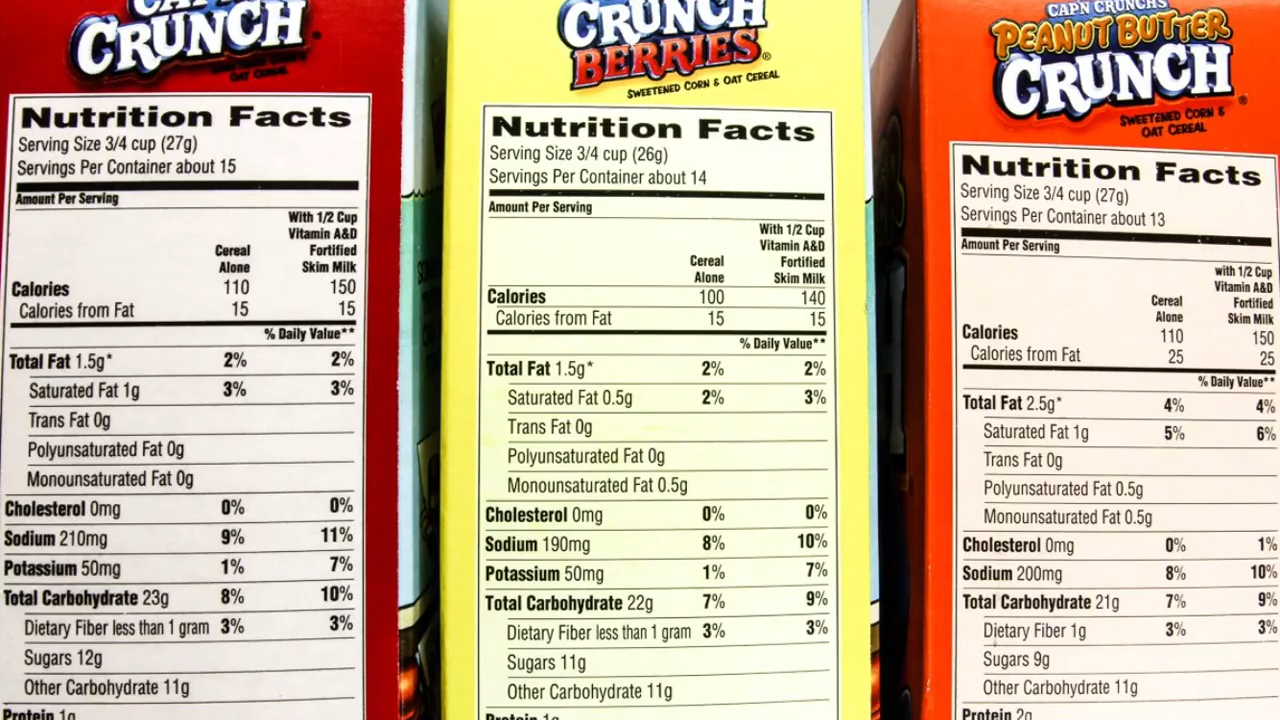 CAP'N
CRUNCH
OAT CEREAL
Nutrition Facts
Serving Size 3/4 cup (27g)
Servings Per Container about 15
Amount Per Serving
Cereal Alone With 1/2 Cup Vitamin A&D Fortified Skim Milk
Calories 110 150
Calories from Fat 15 15
% Daily Value**
Total Fat 1.5g* 2% 2%
Saturated Fat 1g 3% 3%
Trans Fat 0g
Polyunsaturated Fat 0g
Monounsaturated Fat 0g
Cholesterol 0mg 0% 0%
Sodium 210mg 9% 11%
Potassium 50mg 1% 7%
Total Carbohydrate 23g 8% 10%
Dietary Fiber less than 1 gram 3% 3%
Sugars 12g
Other Carbohydrate 11g
Protein 1g
CRUNCH
BERRIES®
SWEETENED CORN & OAT CEREAL
Nutrition Facts
Serving Size 3/4 cup (26g)
Servings Per Container about 14
Amount Per Serving
Cereal Alone With 1/2 Cup Vitamin A&D Fortified Skim Milk
Calories 100 140
Calories from Fat 15 15
% Daily Value**
Total Fat 1.5g* 2% 2%
Saturated Fat 0.5g 2% 3%
Trans Fat 0g
Polyunsaturated Fat 0g
Monounsaturated Fat 0.5g
Cholesterol 0mg 0% 0%
Sodium 190mg 8% 10%
Potassium 50mg 1% 7%
Total Carbohydrate 22g 7% 9%
Dietary Fiber less than 1 gram 3% 3%
Sugars 11g
Other Carbohydrate 11g
Protein 1g
CAP'N CRUNCH'S
PEANUT BUTTER
CRUNCH®
SWEETENED CORN &
OAT CEREAL
Nutrition Facts
Serving Size 3/4 cup (27g)
Servings Per Container about 13
Amount Per Serving
Cereal Alone with 1/2 Cup Vitamin A&D Fortified Skim Milk
Calories 110 150
Calories from Fat 25 25
% Daily Value**
Total Fat 2.5g* 4% 4%
Saturated Fat 1g 5% 6%
Trans Fat 0g
Polyunsaturated Fat 0.5g
Monounsaturated Fat 0.5g
Cholesterol 0mg 0% 1%
Sodium 200mg 8% 10%
Total Carbohydrate 21g 7% 9%
Dietary Fiber 1g 3% 3%
Sugars 9g
Other Carbohydrate 11g
Protein 2g